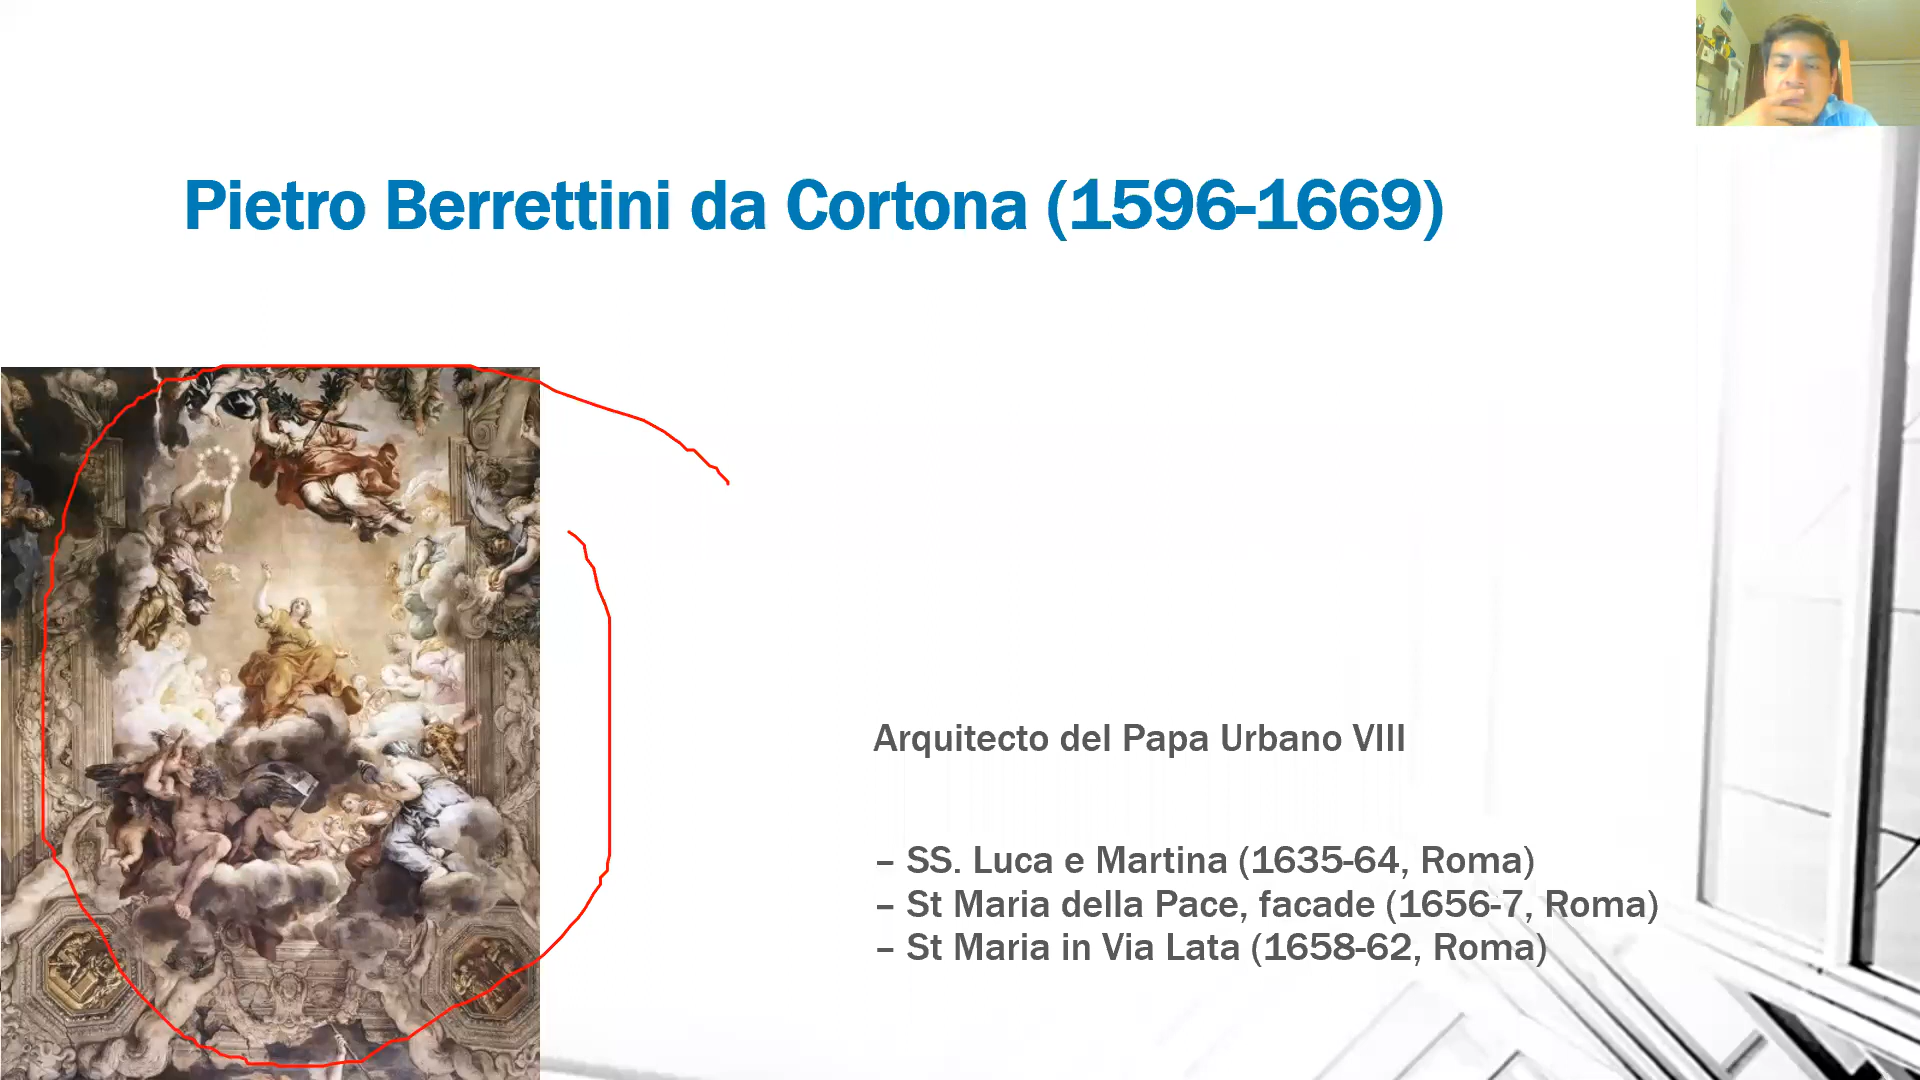 Pietro Berrettini da Cortona (1596-1669)
Arquitecto del Papa Urbano VIII
– SS. Luca e Martina (1635-64, Roma)
– St Maria della Pace, facade (1656-7, Roma)
– St Maria in Via Lata (1658-62, Roma)